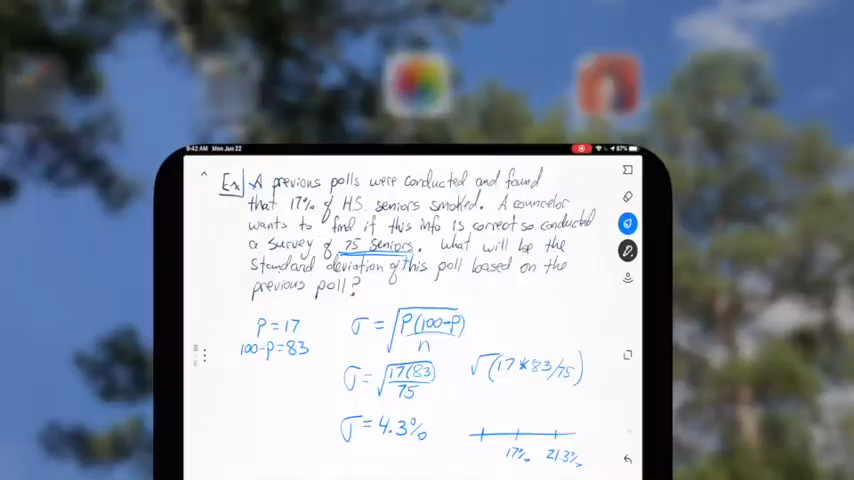 9:42 AM Mon Jun 22
87%
Ex A previous polls were conducted and found
that 17% of H.S. seniors smoked. A councelor
wants to find if this info is correct so conducted
a survey of 75 seniors. What will be the
standard deviation of this poll based on the
previous poll?
P = 17
100-P = 83
σ = √(P(100-P)/n)
σ = √(17(83)/75)
√(17*83/75)
σ = 4.3%
17% 21.3%